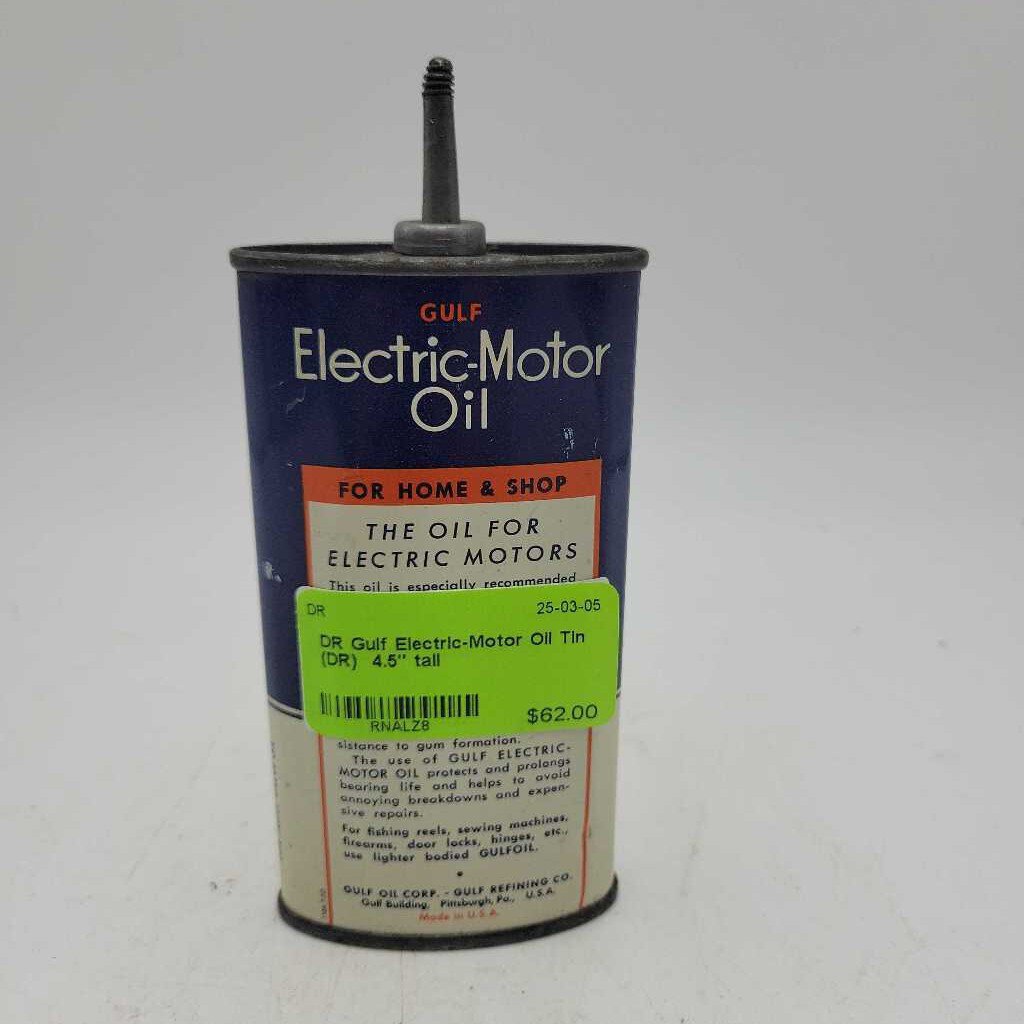 GULF
Electric-Motor
Oil
FOR HOME & SHOP
THE OIL FOR
ELECTRIC MOTORS
This oil is especially recommended
DR 25-03-05
DR Gulf Electric-Motor Oil Tin
(DR) 4.5" tall
RNALZ8 $62.00
sistance to gum formation.
The use of GULF ELECTRIC-
MOTOR OIL protects and prolongs
bearing life and helps to avoid
annoying breakdowns and expen-
sive repairs.
For fishing reels, sewing machines,
firearms, door locks, hinges, etc.,
use lighter bodied GULFOIL.
GULF OIL CORP. - GULF REFINING CO.
Gulf Building, Pittsburgh, Pa., U.S.A.
Made in U.S.A.